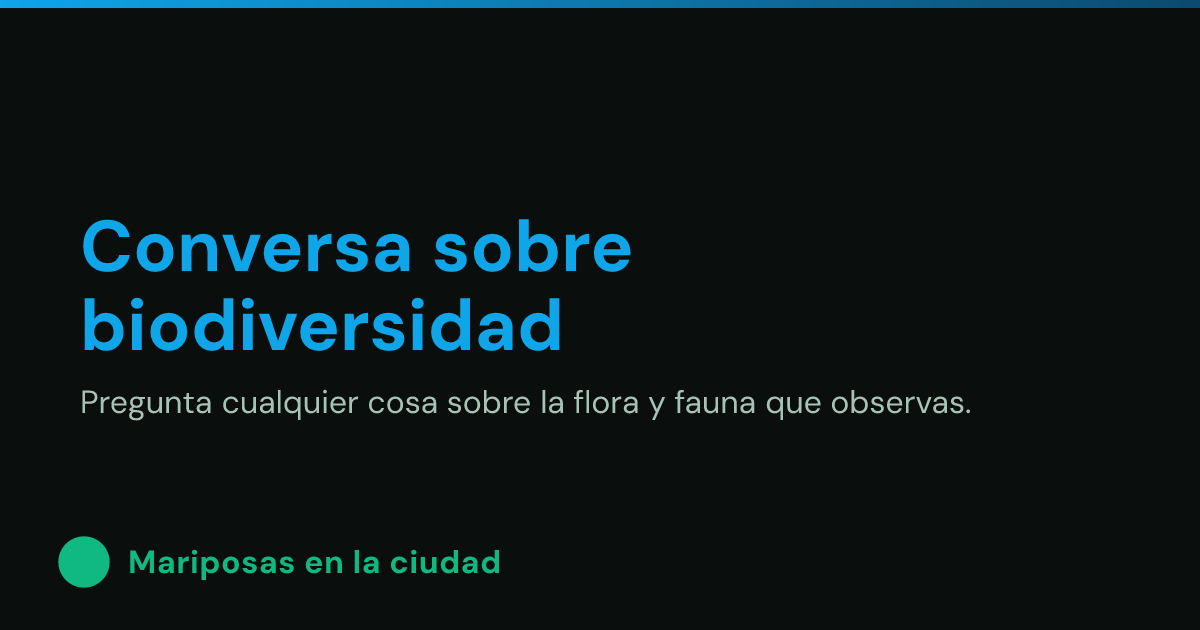 Conversa sobre
biodiversidad
Pregunta cualquier cosa sobre la flora y fauna que observas.
Mariposas en la ciudad